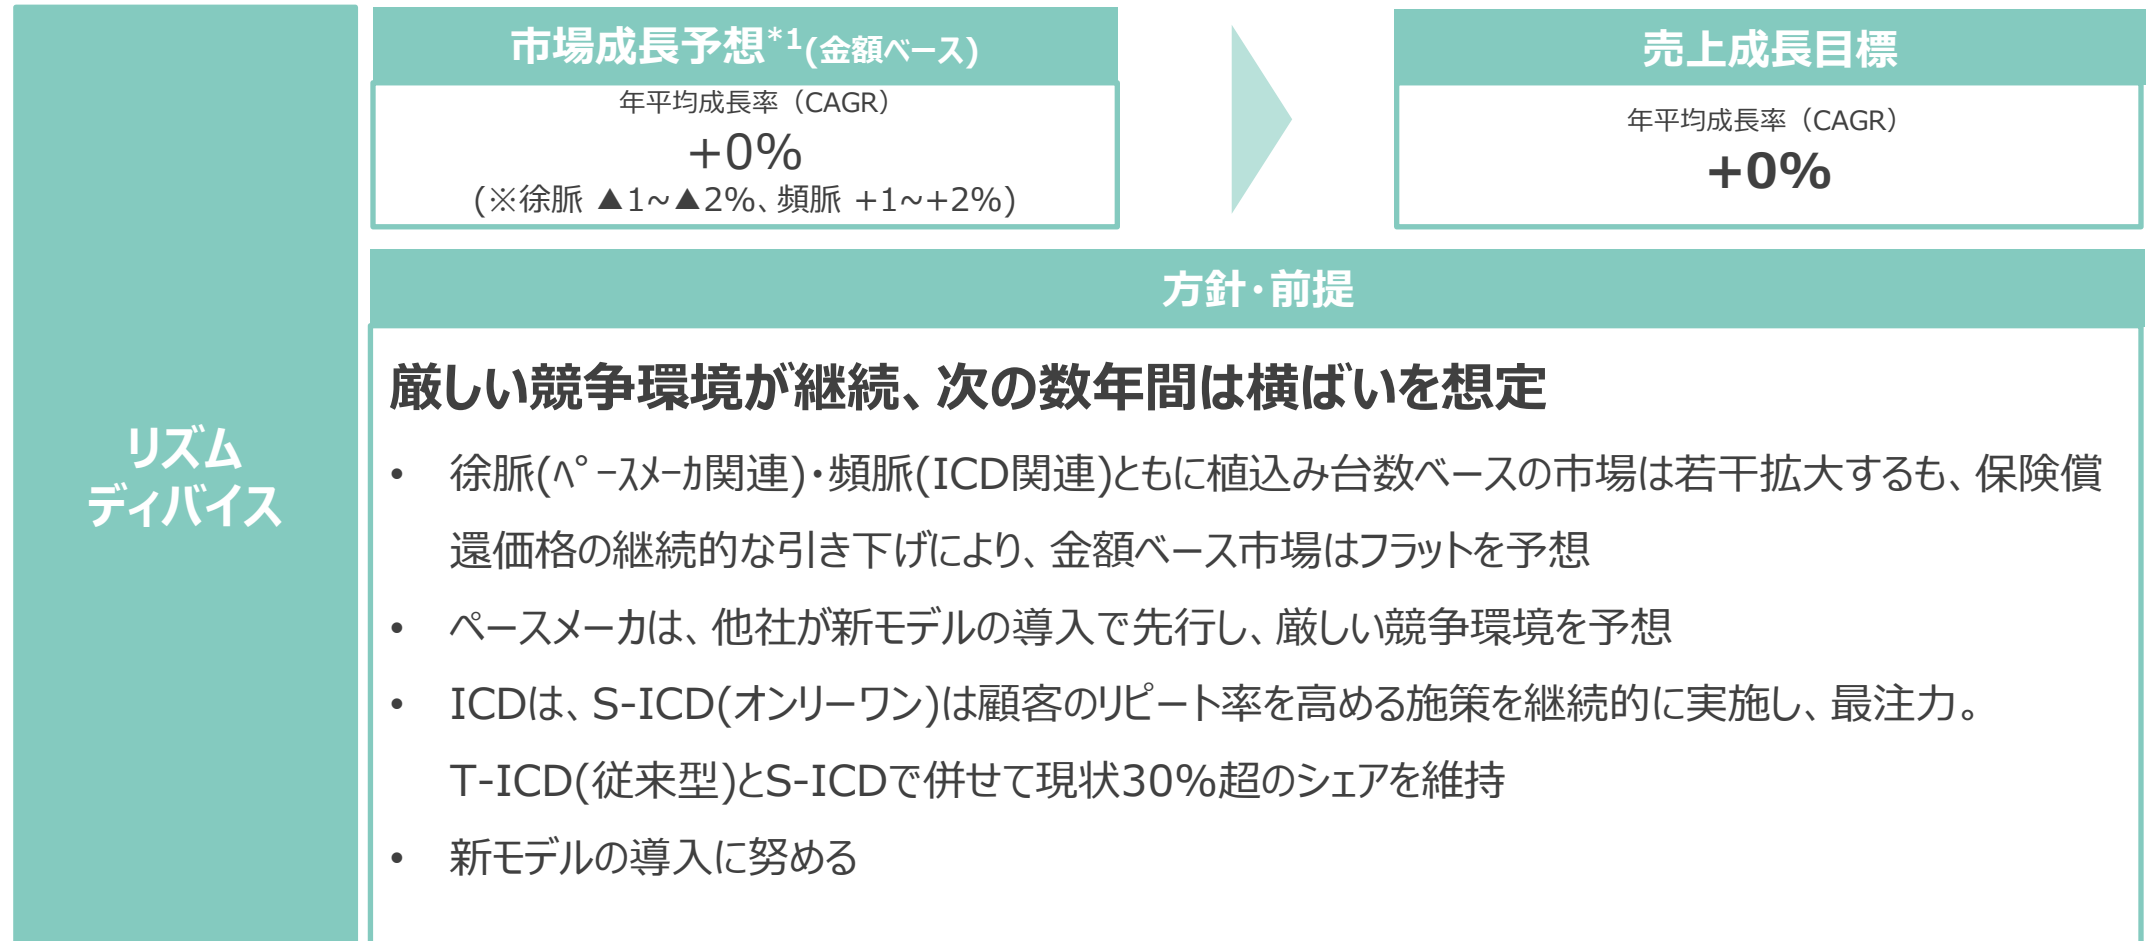 市場成長予想*1(金額ベース)
年平均成長率（CAGR）
+0%
(※徐脈 ▲1~▲2%、頻脈 +1~+2%)
売上成長目標
年平均成長率（CAGR）
+0%
リズム
ディバイス
方針・前提
厳しい競争環境が継続、次の数年間は横ばいを想定
• 徐脈(ﾍﾟｰｽﾒｰｶ関連)・頻脈(ICD関連)ともに植込み台数ベースの市場は若干拡大するも、保険償
還価格の継続的な引き下げにより、金額ベース市場はフラットを予想
• ペースメーカは、他社が新モデルの導入で先行し、厳しい競争環境を予想
• ICDは、S-ICD(オンリーワン)は顧客のリピート率を高める施策を継続的に実施し、最注力。
T-ICD(従来型)とS-ICDで併せて現状30%超のシェアを維持
• 新モデルの導入に努める